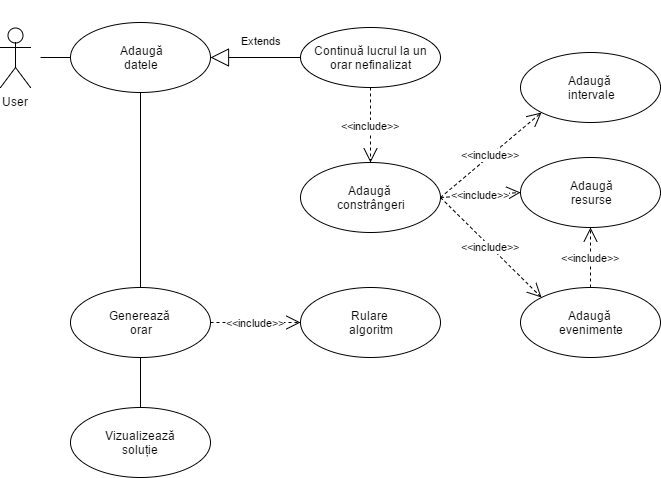 Adaugă
datele
Extends
Continuă lucrul la un
orar nefinalizat
Adaugă
intervale
User
<<include>>
<<include>>
Adaugă
constrângeri
<<include>>
Adaugă
resurse
<<include>>
<<include>>
Generează
orar
<<include>>
Rulare
algoritm
Adaugă
evenimente
Vizualizează
soluție